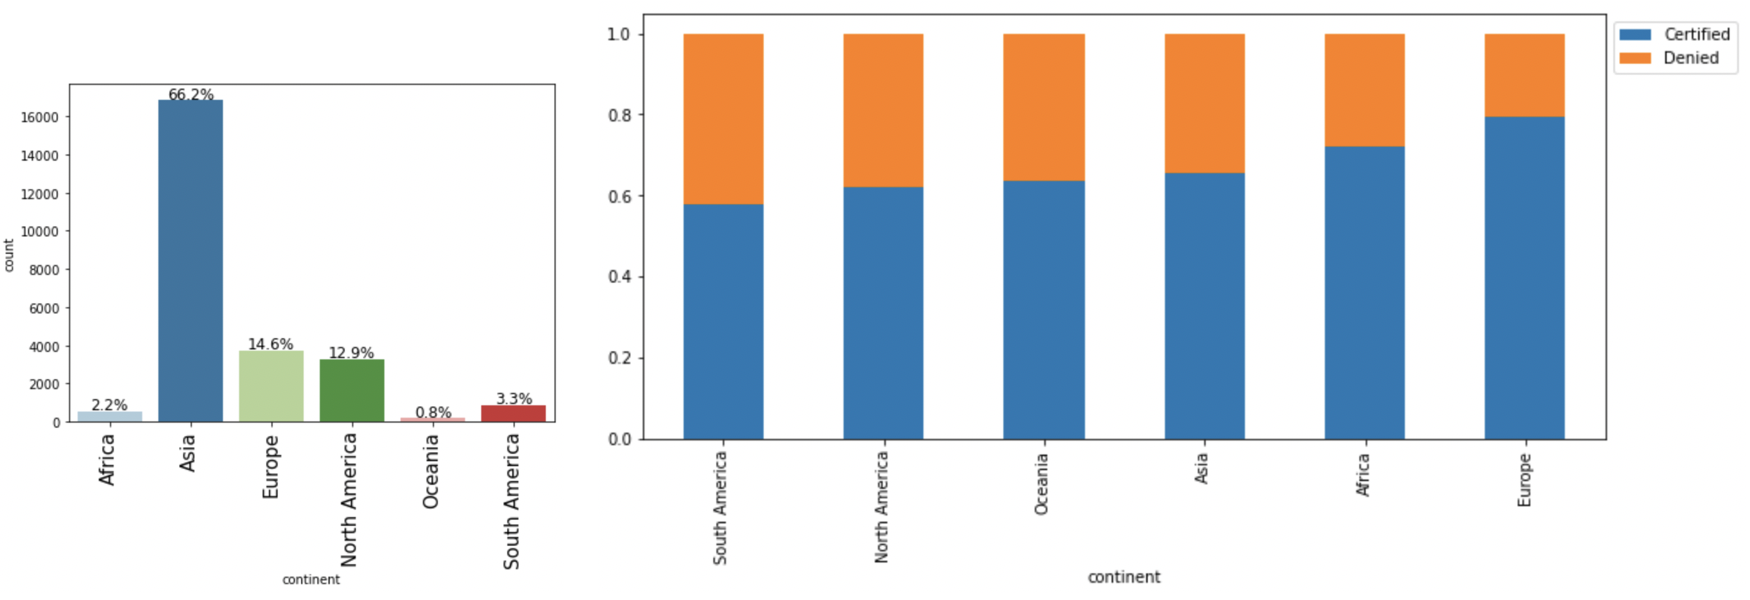 66.2%
14.6%
12.9%
2.2%
0.8%
3.3%
16000
14000
12000
10000
8000
6000
4000
2000
0
count
Africa
Asia
Europe
North America
Oceania
South America
continent
1.0
0.8
0.6
0.4
0.2
0.0
South America
North America
Oceania
Asia
Africa
Europe
continent
Certified
Denied